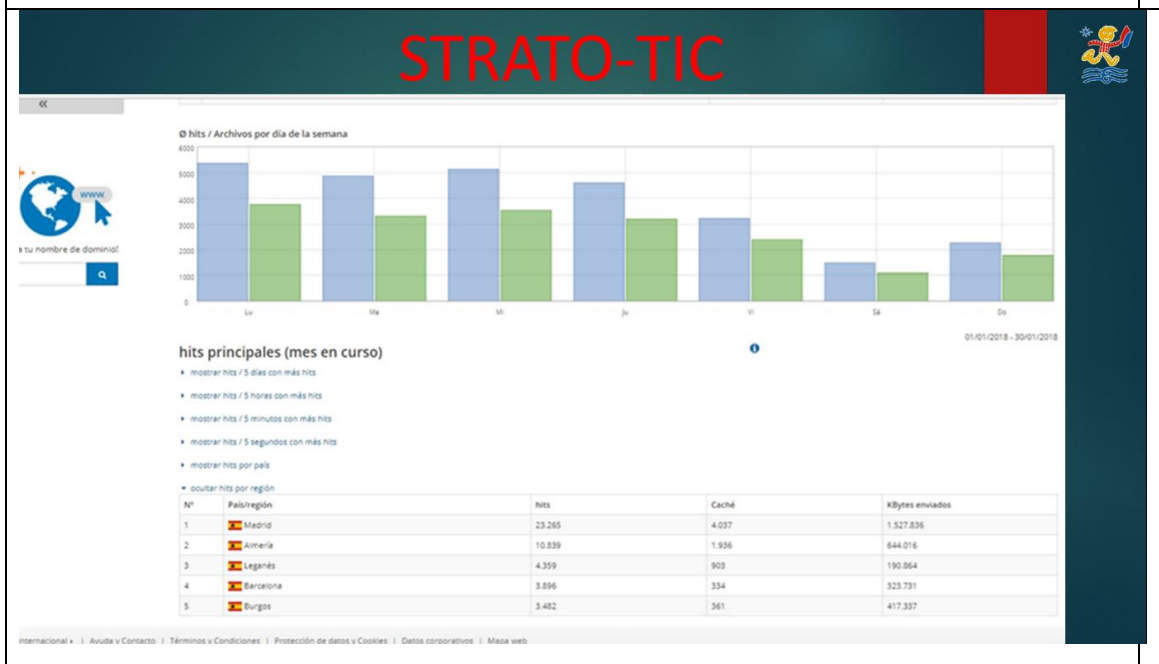 STRATO-TIC
«
Ø hits / Archivos por día de la semana
6000
5000
4000
3000
2000
1000
0
Lu Ma Mi Ju Vi Sá Do
www.
tu nombre de dominio!
01/01/2018 - 30/01/2018
hits principales (mes en curso)
mostrar hits / 5 días con más hits
mostrar hits / 5 horas con más hits
mostrar hits / 5 minutos con más hits
mostrar hits / 5 segundos con más hits
mostrar hits por país
ocultar hits por región
Nº País/región hits Caché KBytes enviados
1 Madrid 23.265 4.037 1.527.836
2 Almería 10.839 1.936 644.016
3 Leganés 4.359 903 190.864
4 Barcelona 3.896 334 323.731
5 Burgos 3.482 361 417.337
nternacional | Ayuda y Contacto | Términos y Condiciones | Protección de datos y Cookies | Datos corporativos | Mapa web